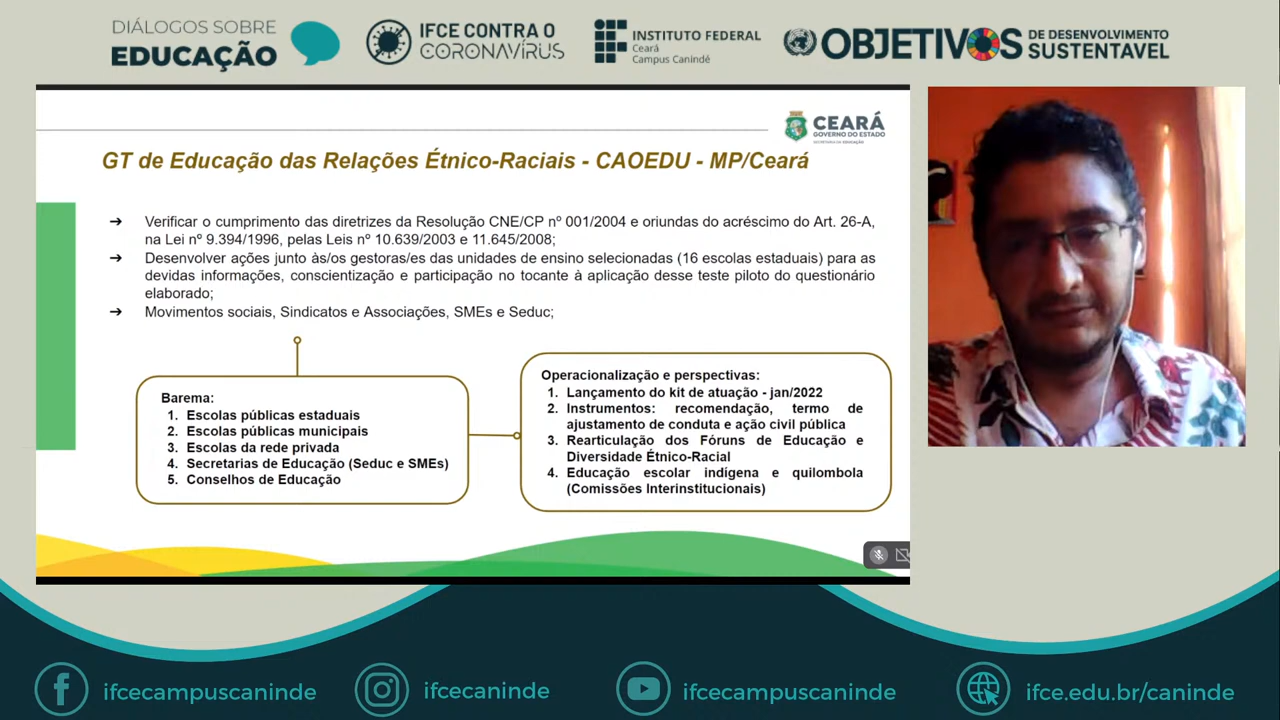 DIÁLOGOS SOBRE
EDUCAÇÃO
IFCE CONTRA O
CORONAVÍRUS
INSTITUTO FEDERAL
Ceará
Campus Canindé
OBJETIVOS
DE DESENVOLVIMENTO
SUSTENTAVEL
CEARÁ
GOVERNO DO ESTADO
SECRETARIA DA EDUCAÇÃO
GT de Educação das Relações Étnico-Raciais - CAOEDU - MP/Ceará
➔ Verificar o cumprimento das diretrizes da Resolução CNE/CP nº 001/2004 e oriundas do acréscimo do Art. 26-A,
na Lei nº 9.394/1996, pelas Leis nº 10.639/2003 e 11.645/2008;
➔ Desenvolver ações junto às/os gestoras/es das unidades de ensino selecionadas (16 escolas estaduais) para as
devidas informações, conscientização e participação no tocante à aplicação desse teste piloto do questionário
elaborado;
➔ Movimentos sociais, Sindicatos e Associações, SMEs e Seduc;
Barema:
1. Escolas públicas estaduais
2. Escolas públicas municipais
3. Escolas da rede privada
4. Secretarias de Educação (Seduc e SMEs)
5. Conselhos de Educação
Operacionalização e perspectivas:
1. Lançamento do kit de atuação - jan/2022
2. Instrumentos: recomendação, termo de
ajustamento de conduta e ação civil pública
3. Rearticulação dos Fóruns de Educação e
Diversidade Étnico-Racial
4. Educação escolar indígena e quilombola
(Comissões Interinstitucionais)
ifcecampuscaninde
ifcecaninde
ifcecampuscaninde
ifce.edu.br/caninde